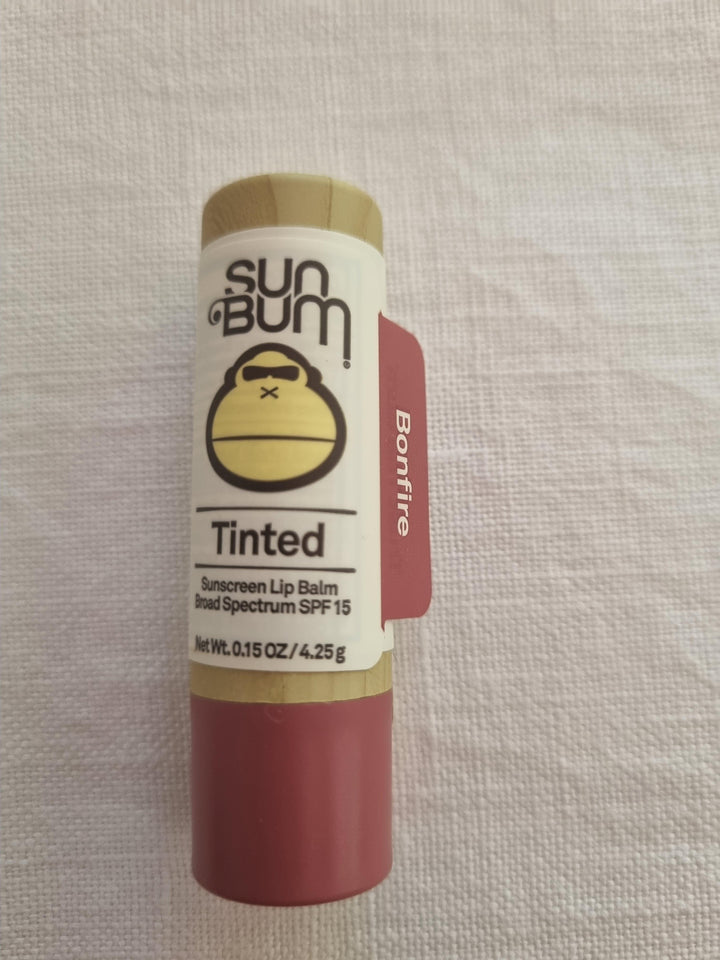 SUN
BUM
Tinted
Sunscreen Lip Balm
Broad Spectrum SPF 15
Net Wt. 0.15 OZ / 4.25 g
Bonfire